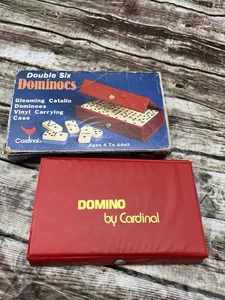 Double Six
Dominoes
Gleaming Catalin
Dominoes
Vinyl Carrying
Case
Cardinal
Ages 4 To Adult
DOMINO
by Cardinal